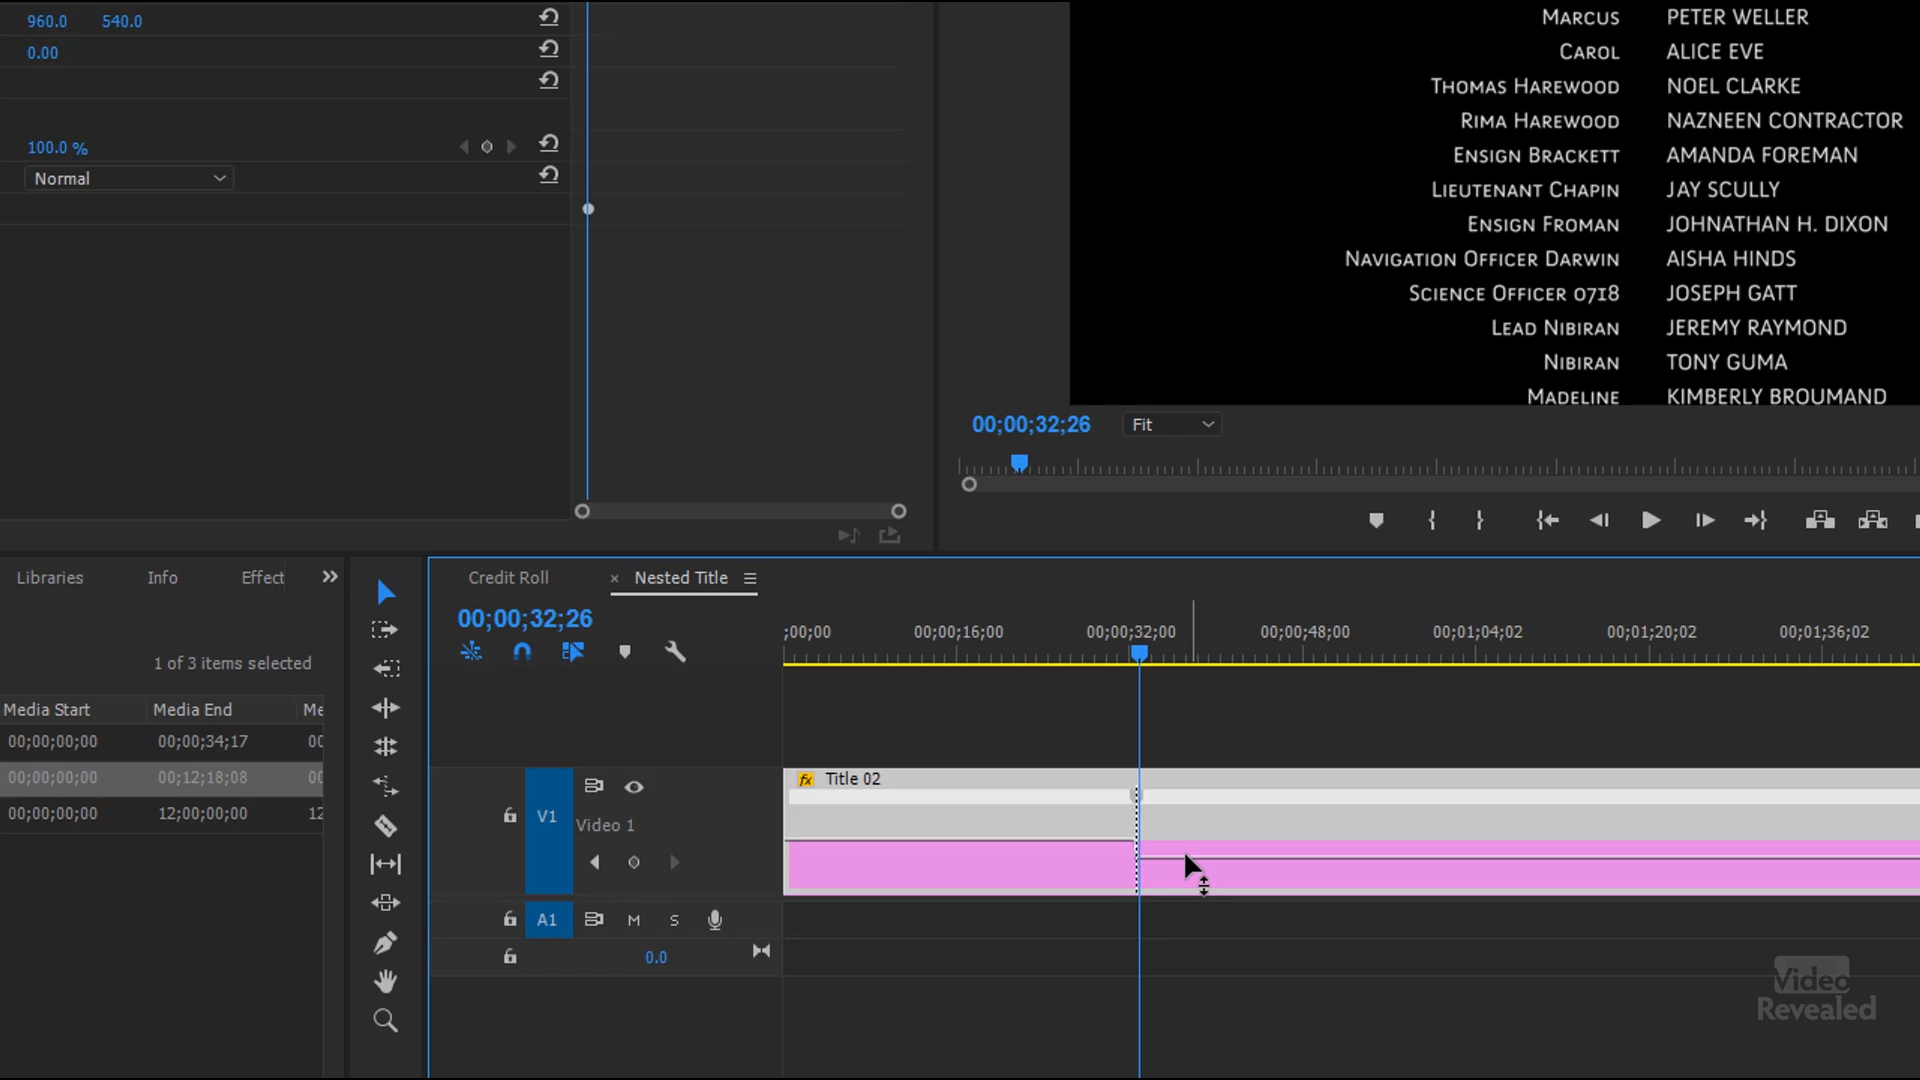 960.0 540.0
0.00
100.0 %
Normal
MARCUS PETER WELLER
CAROL ALICE EVE
THOMAS HAREWOOD NOEL CLARKE
RIMA HAREWOOD NAZNEEN CONTRACTOR
ENSIGN BRACKETT AMANDA FOREMAN
LIEUTENANT CHAPIN JAY SCULLY
ENSIGN FROMAN JOHNATHAN H. DIXON
NAVIGATION OFFICER DARWIN AISHA HINDS
SCIENCE OFFICER 0718 JOSEPH GATT
LEAD NIBIRAN JEREMY RAYMOND
NIBIRAN TONY GUMA
MADELINE KIMBERLY BROUMAND
00;00;32;26 Fit
Libraries Info Effect
1 of 3 items selected
Media Start Media End Me
00;00;00;00 00;00;34;17 00
00;00;00;00 00;12;18;08 00
00;00;00;00 12;00;00;00 12
Credit Roll × Nested Title
00;00;32;26
;00;00 00;00;16;00 00;00;32;00 00;00;48;00 00;01;04;02 00;01;20;02 00;01;36;02
fx Title 02
V1 Video 1
A1 M S
0.0
Video
Revealed